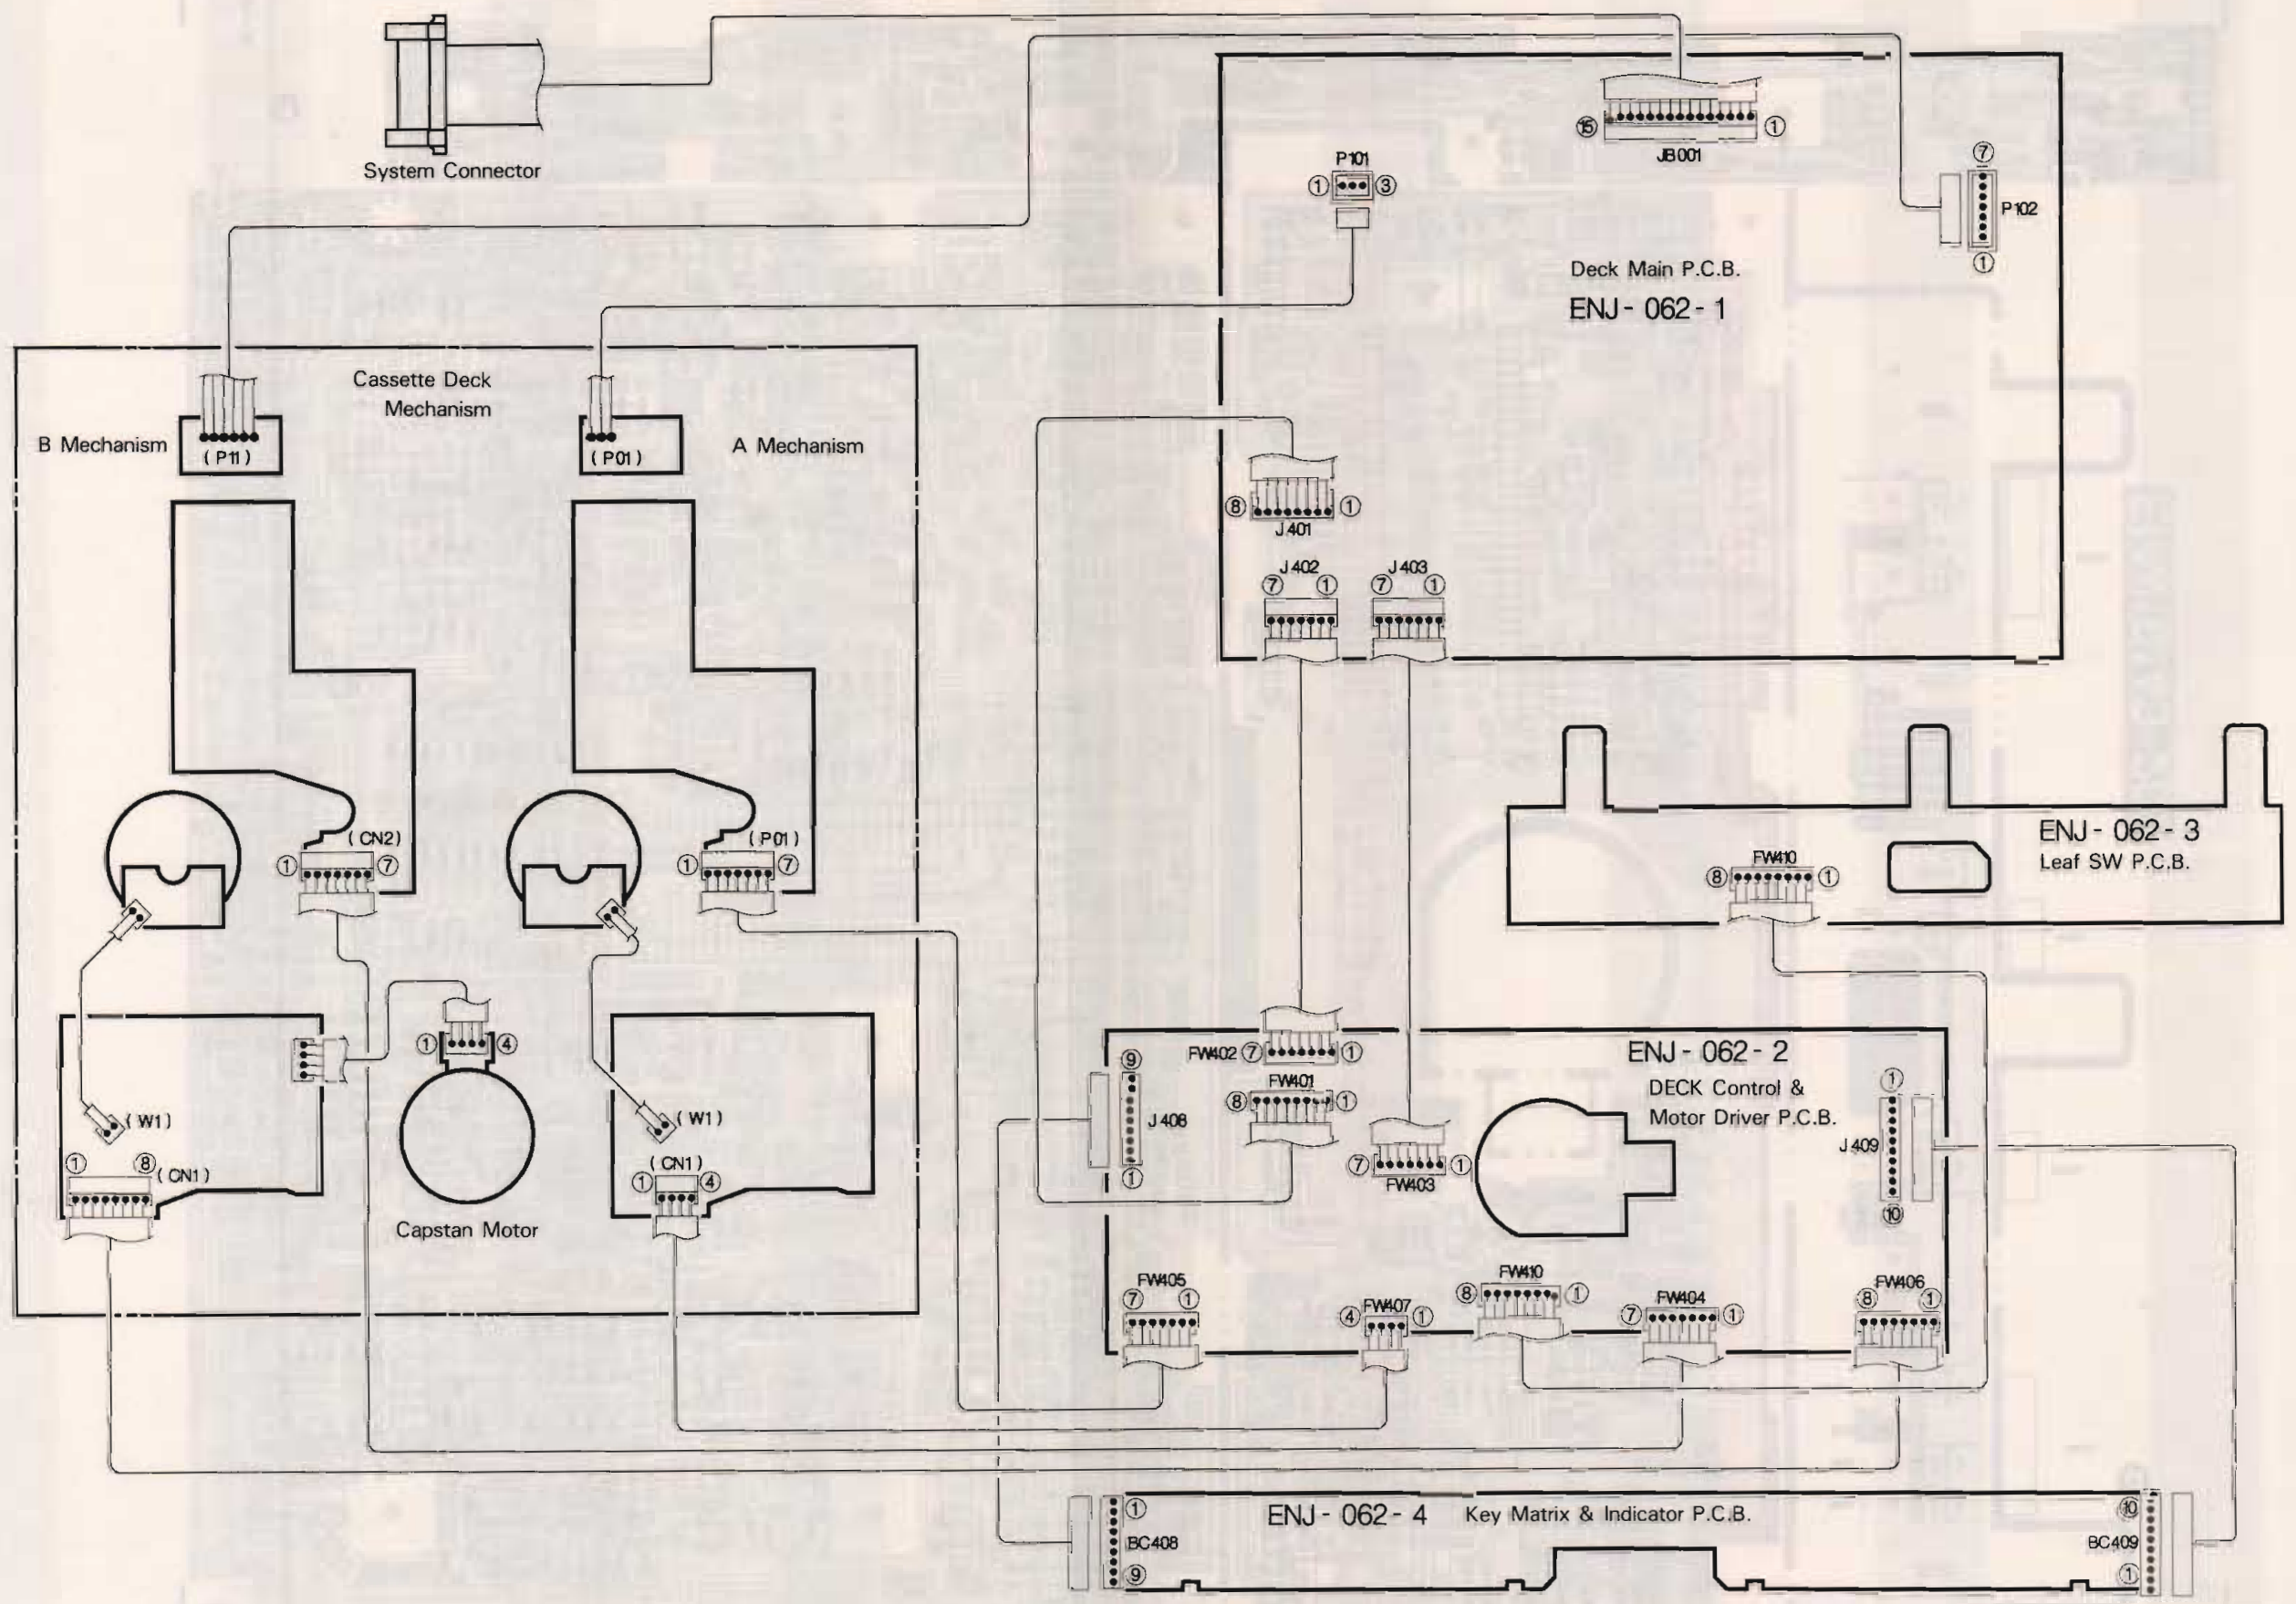 System Connector
⑮ ①
JB001
P101
① ③
⑦
P102
①
Deck Main P.C.B.
ENJ-062-1
Cassette Deck
Mechanism
B Mechanism
(P11)
(P01)
A Mechanism
⑧ ①
J401
J402
⑦ ①
J403
⑦ ①
(CN2)
① ⑦
(P01)
① ⑦
ENJ-062-3
Leaf SW P.C.B.
FW410
⑧ ①
① ④
(W1)
① ⑧ (CN1)
Capstan Motor
(W1)
(CN1)
① ④
FW402 ⑦ ①
FW401
⑧ ①
⑨
J408
①
⑦ ①
FW403
ENJ-062-2
DECK Control &
Motor Driver P.C.B.
①
J409
⑩
FW405
⑦ ①
FW407
④ ①
FW410
⑧ ①
FW404
⑦ ①
FW406
⑧ ①
ENJ-062-4 Key Matrix & Indicator P.C.B.
①
BC408
⑨
⑩
BC409
①